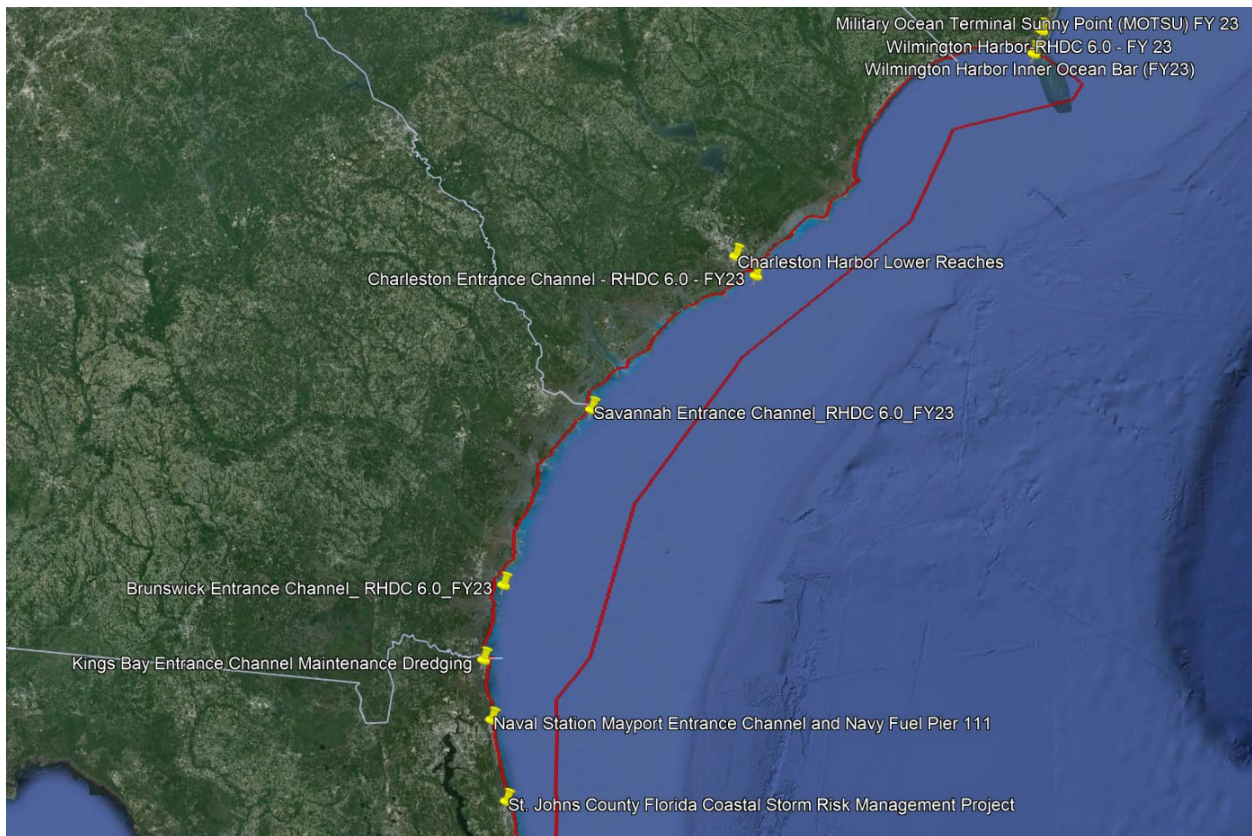 Military Ocean Terminal Sunny Point (MOTSU) FY 23
Wilmington Harbor-RHDC 6.0 - FY 23
Wilmington Harbor Inner Ocean Bar (FY23)
Charleston Harbor Lower Reaches
Charleston Entrance Channel - RHDC 6.0 - FY23
Savannah Entrance Channel_RHDC 6.0_FY23
Brunswick Entrance Channel_ RHDC 6.0_FY23
Kings Bay Entrance Channel Maintenance Dredging
Naval Station Mayport Entrance Channel and Navy Fuel Pier 111
St. Johns County Florida Coastal Storm Risk Management Project